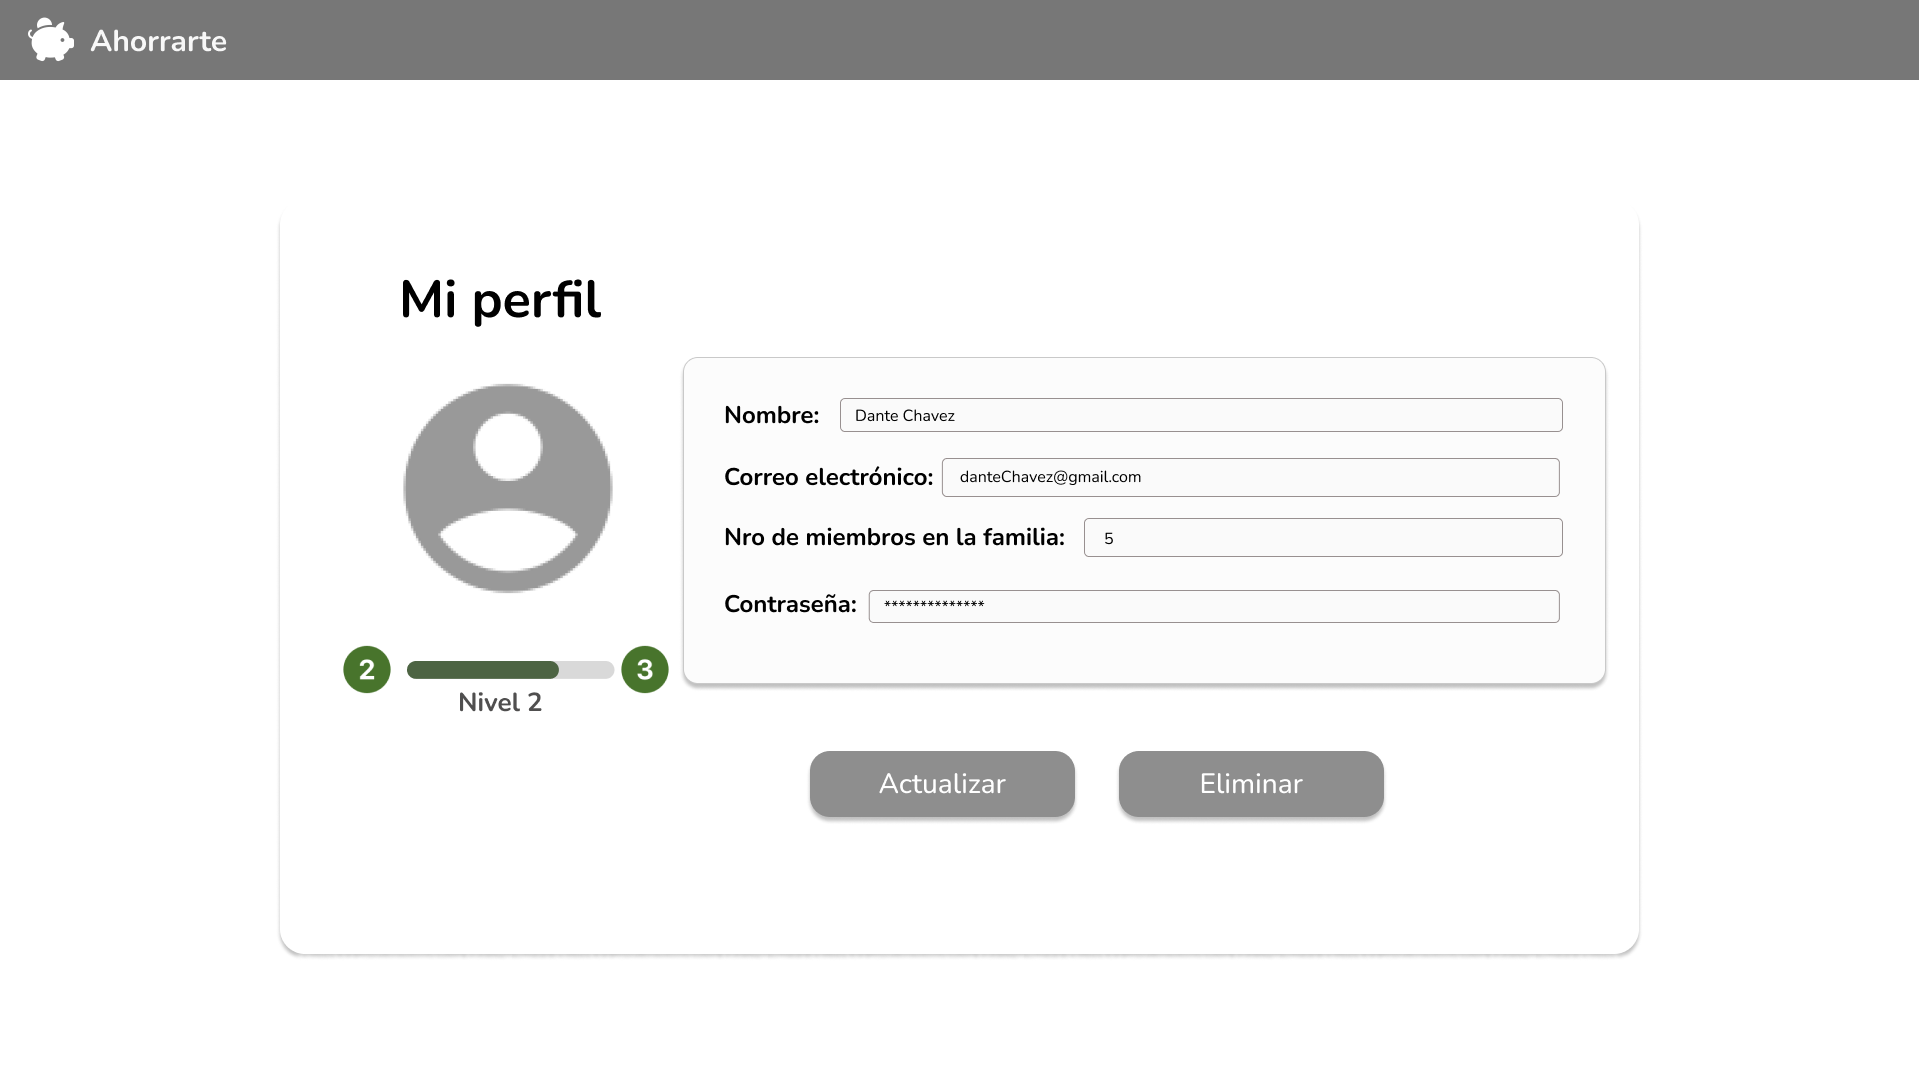 Ahorrarte
Mi perfil
Nombre: Dante Chavez
Correo electrónico: danteChavez@gmail.com
Nro de miembros en la familia: 5
Contraseña: **************
2 3
Nivel 2
Actualizar Eliminar